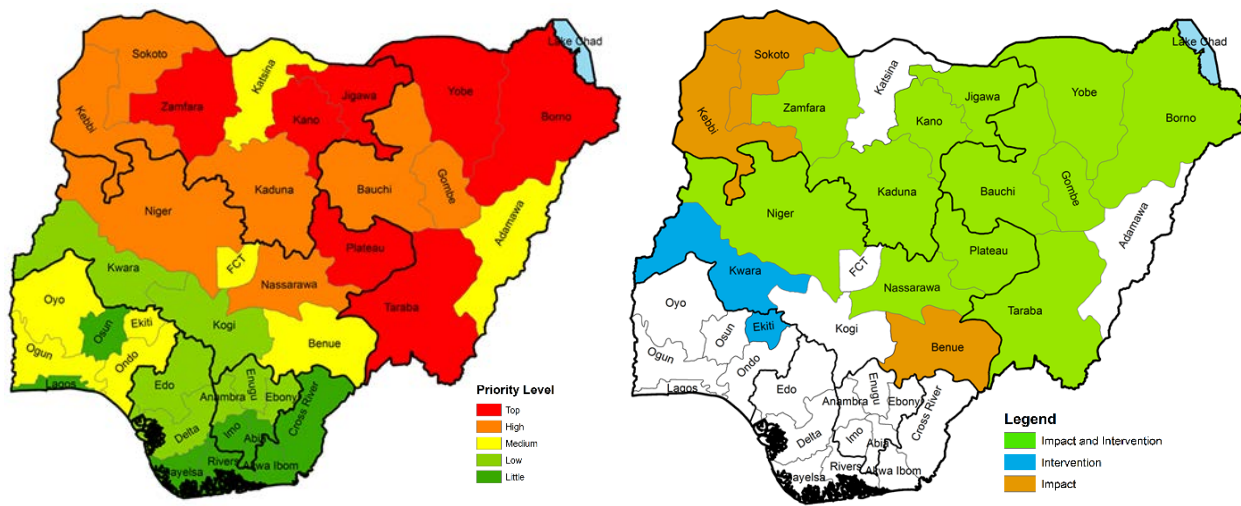 Lake Chad
Sokoto
Katsina
Yobe
Jigawa
Zamfara
Kebbi
Kano
Borno
Kaduna
Bauchi
Gombe
Niger
Adamawa
Plateau
FCT
Kwara
Nassarawa
Taraba
Oyo
Kogi
Osun
Ekiti
Benue
Ogun
Ondo
Lagos
Edo
Enugu
Anambra
Ebony
Cross River
Delta
Imo
Abia
Rivers
ayelsa
Akwa Ibom
Priority Level
Top
High
Medium
Low
Little
Lake Chad
Sokoto
Katsina
Yobe
Jigawa
Zamfara
Kebbi
Kano
Borno
Kaduna
Bauchi
Gombe
Niger
Adamawa
Plateau
FCT
Kwara
Nassarawa
Taraba
Oyo
Kogi
Osun
Ekiti
Benue
Ogun
Ondo
Lagos
Edo
Enugu
Anambra
Ebony
Cross River
Delta
Imo
Abia
Rivers
ayelsa
Akwa Ibom
Legend
Impact and Intervention
Intervention
Impact